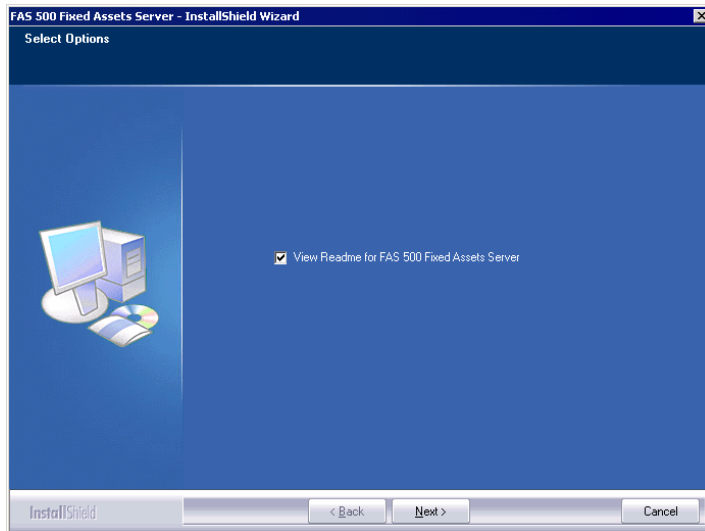 FAS 500 Fixed Assets Server - InstallShield Wizard
Select Options
View Readme for FAS 500 Fixed Assets Server
InstallShield
< Back Next > Cancel